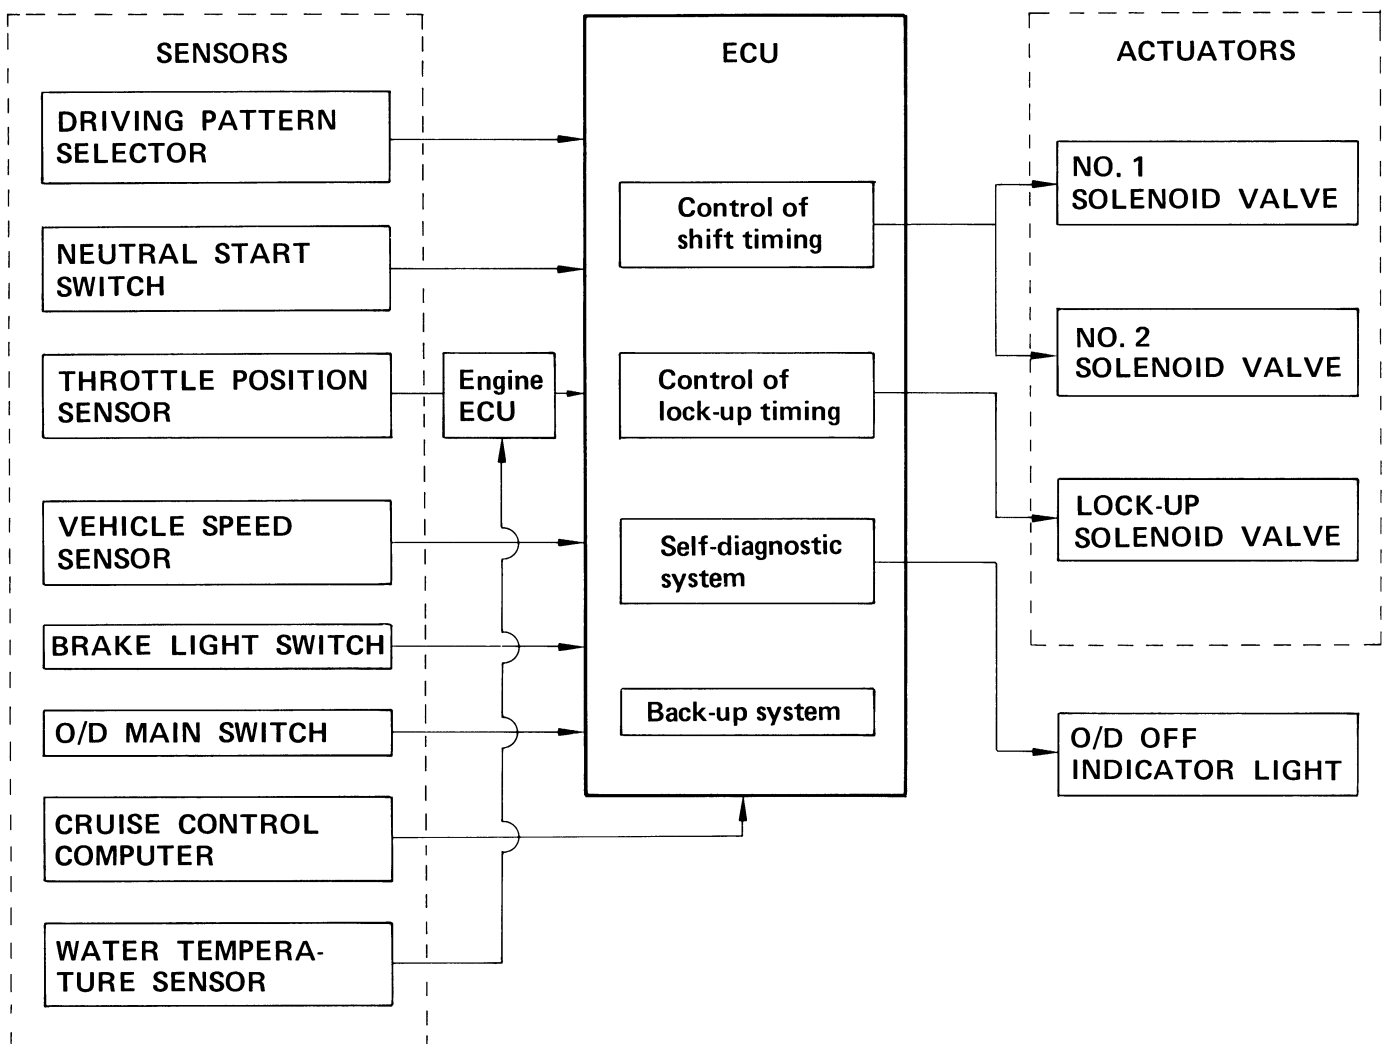 SENSORS
DRIVING PATTERN
SELECTOR
NEUTRAL START
SWITCH
THROTTLE POSITION
SENSOR
VEHICLE SPEED
SENSOR
BRAKE LIGHT SWITCH
O/D MAIN SWITCH
CRUISE CONTROL
COMPUTER
WATER TEMPERA-
TURE SENSOR
Engine
ECU
ECU
Control of
shift timing
Control of
lock-up timing
Self-diagnostic
system
Back-up system
ACTUATORS
NO. 1
SOLENOID VALVE
NO. 2
SOLENOID VALVE
LOCK-UP
SOLENOID VALVE
O/D OFF
INDICATOR LIGHT